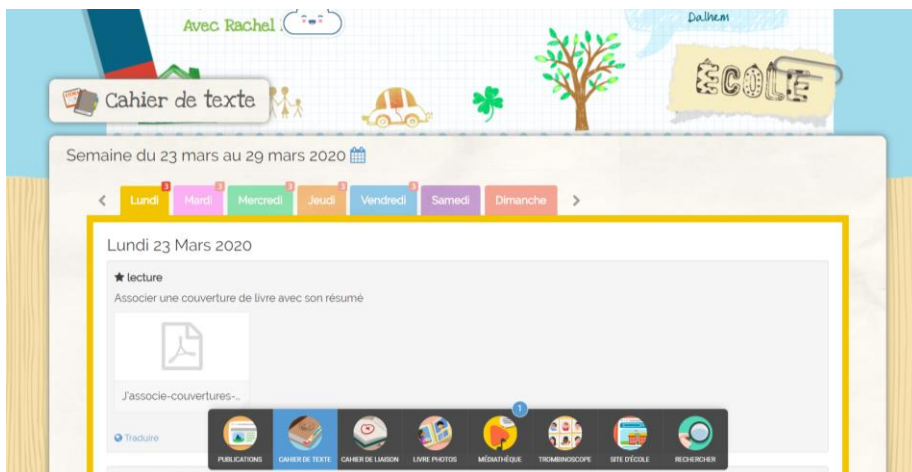 Avec Rachel
Dalhem
ÉCOLE
Cahier de texte
Semaine du 23 mars au 29 mars 2020
Lundi 3
Mardi 3
Mercredi 3
Jeudi 3
Vendredi 3
Samedi
Dimanche
Lundi 23 Mars 2020
lecture
Associer une couverture de livre avec son résumé
J'associe-couvertures-...
Traduire
1
PUBLICATIONS
CAHIER DE TEXTE
CAHIER DE LIAISON
LIVRE PHOTOS
MÉDIATHÈQUE
TROMBINOSCOPE
SITE D'ÉCOLE
RECHERCHER